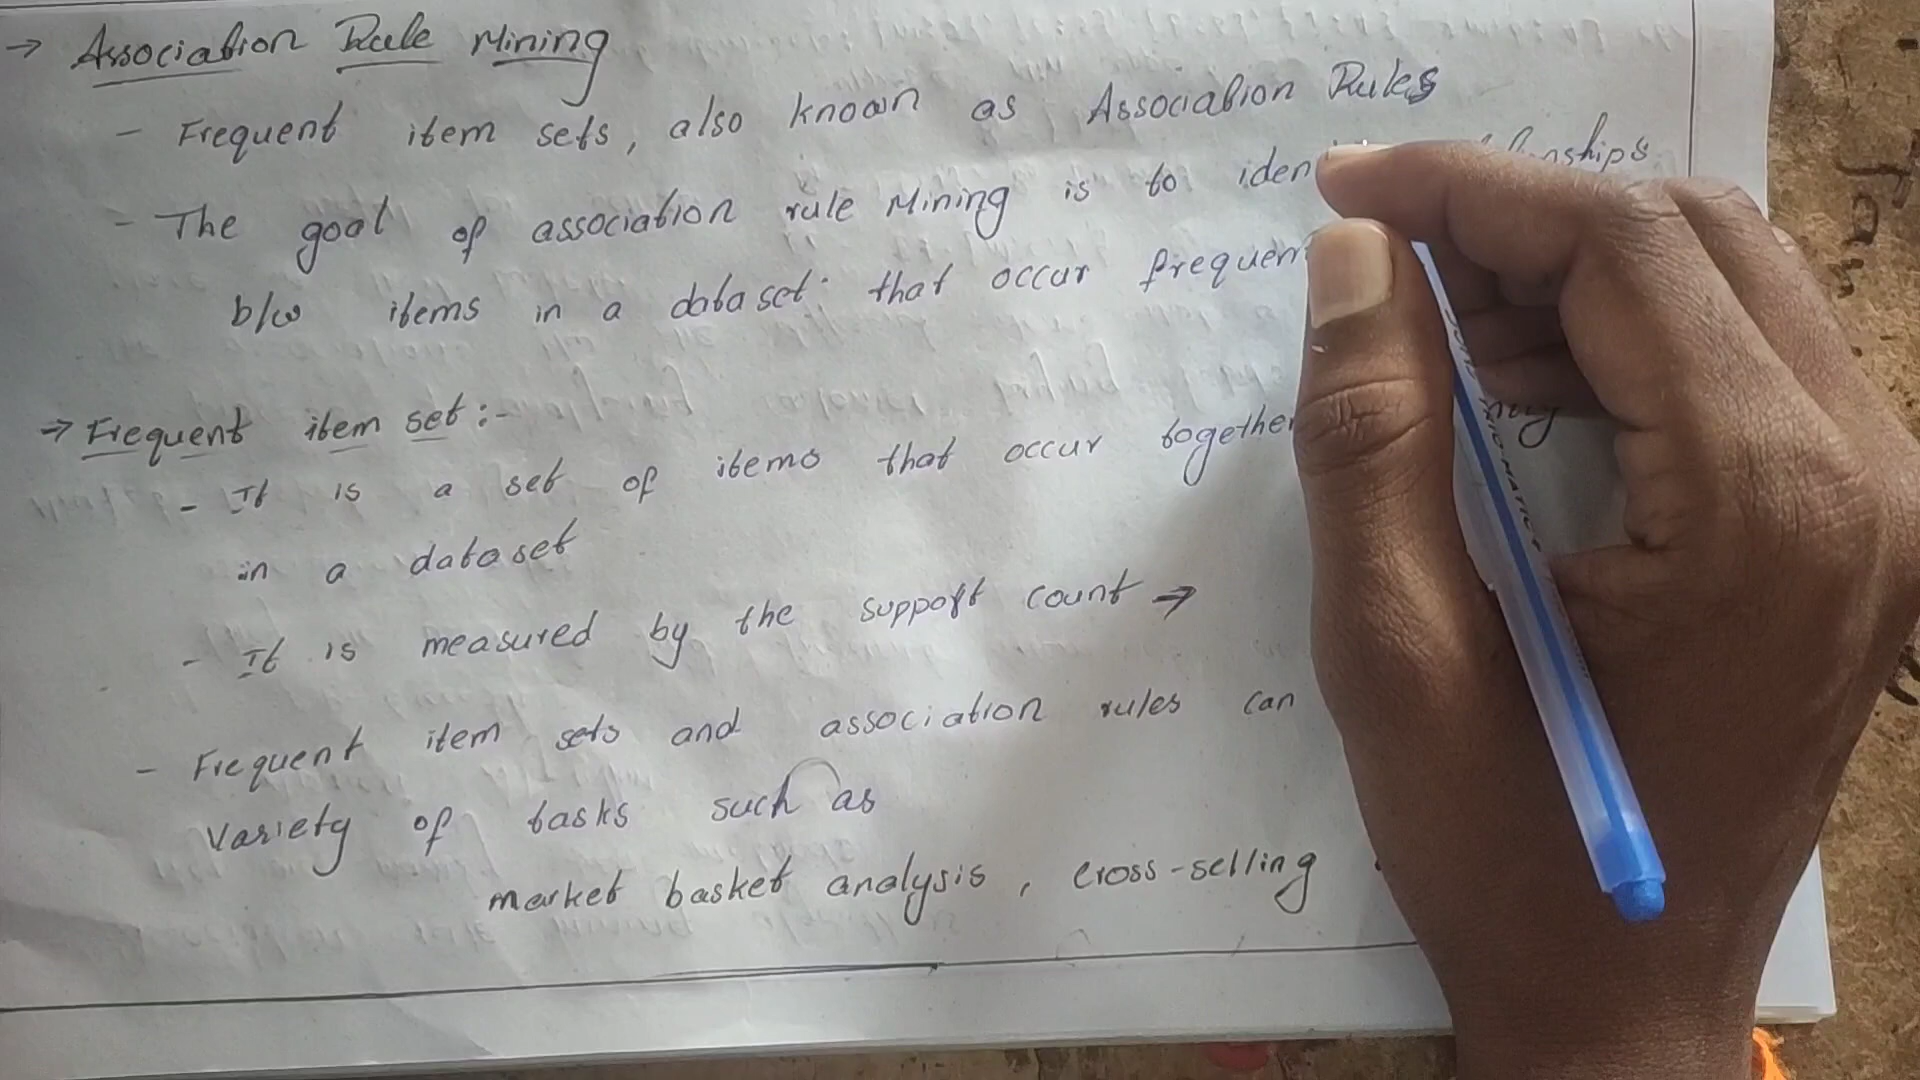 → Association Rule Mining
- Frequent item sets, also known as Association Rules
- The goal of association rule Mining is to
b/w items in a dataset that occur
→ Frequent item set :-
- It is a set of items that occur together
in a dataset
- It is measured by the support count →
- Frequent item sets and association rules can
variety of tasks such as
market basket analysis, cross-selling